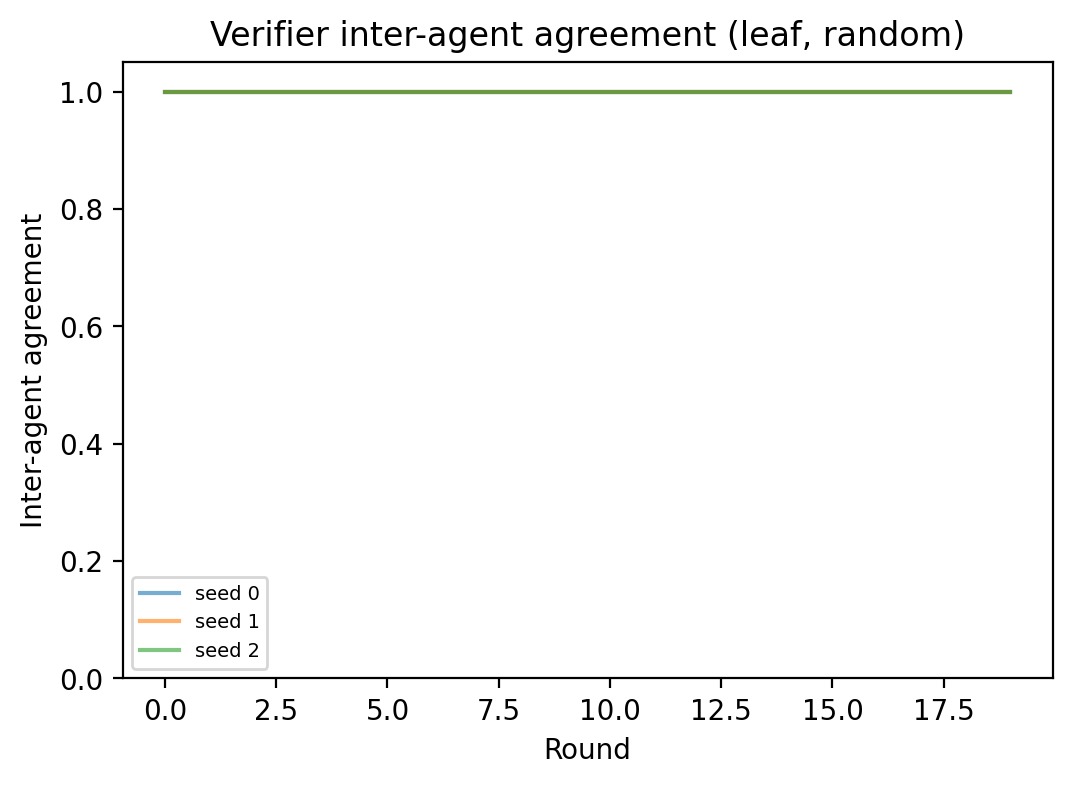 Verifier inter-agent agreement (leaf, random)
Inter-agent agreement
1.0
0.8
0.6
0.4
0.2
0.0
seed 0
seed 1
seed 2
0.0 2.5 5.0 7.5 10.0 12.5 15.0 17.5
Round